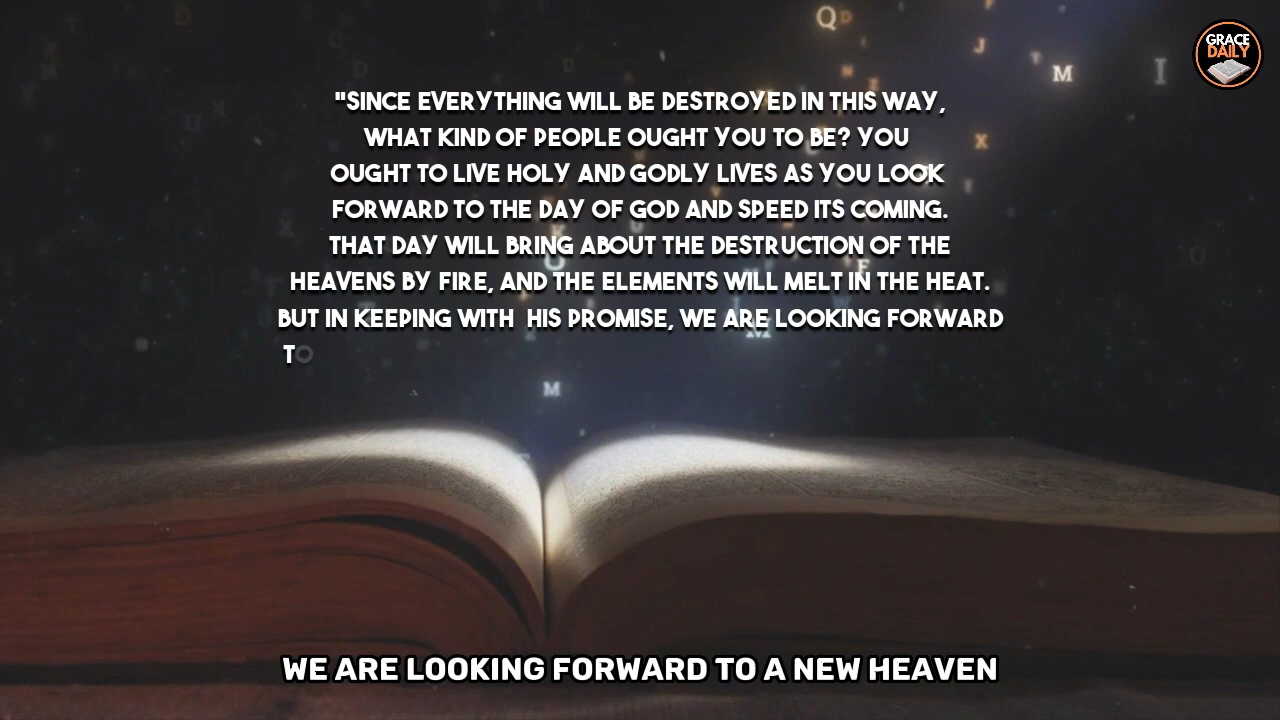 GRACE
DAILY
"SINCE EVERYTHING WILL BE DESTROYED IN THIS WAY,
WHAT KIND OF PEOPLE OUGHT YOU TO BE? YOU
OUGHT TO LIVE HOLY AND GODLY LIVES AS YOU LOOK
FORWARD TO THE DAY OF GOD AND SPEED ITS COMING.
THAT DAY WILL BRING ABOUT THE DESTRUCTION OF THE
HEAVENS BY FIRE, AND THE ELEMENTS WILL MELT IN THE HEAT.
BUT IN KEEPING WITH HIS PROMISE, WE ARE LOOKING FORWARD
TO
WE ARE LOOKING FORWARD TO A NEW HEAVEN